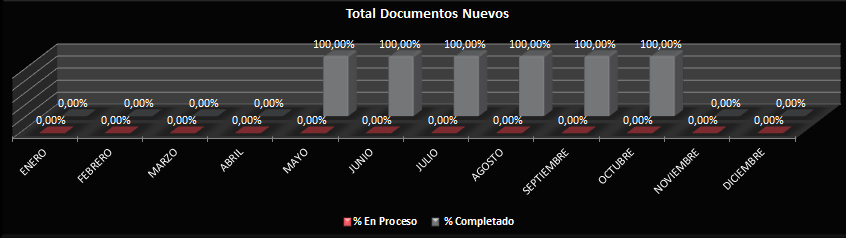 Total Documentos Nuevos
100,00% 100,00% 100,00% 100,00% 100,00% 100,00%
0,00% 0,00% 0,00% 0,00% 0,00% 0,00%
0,00% 0,00% 0,00% 0,00% 0,00% 0,00% 0,00% 0,00% 0,00% 0,00% 0,00% 0,00%
ENERO FEBRERO MARZO ABRIL MAYO JUNIO JULIO AGOSTO SEPTIEMBRE OCTUBRE NOVIEMBRE DICIEMBRE
% En Proceso % Completado